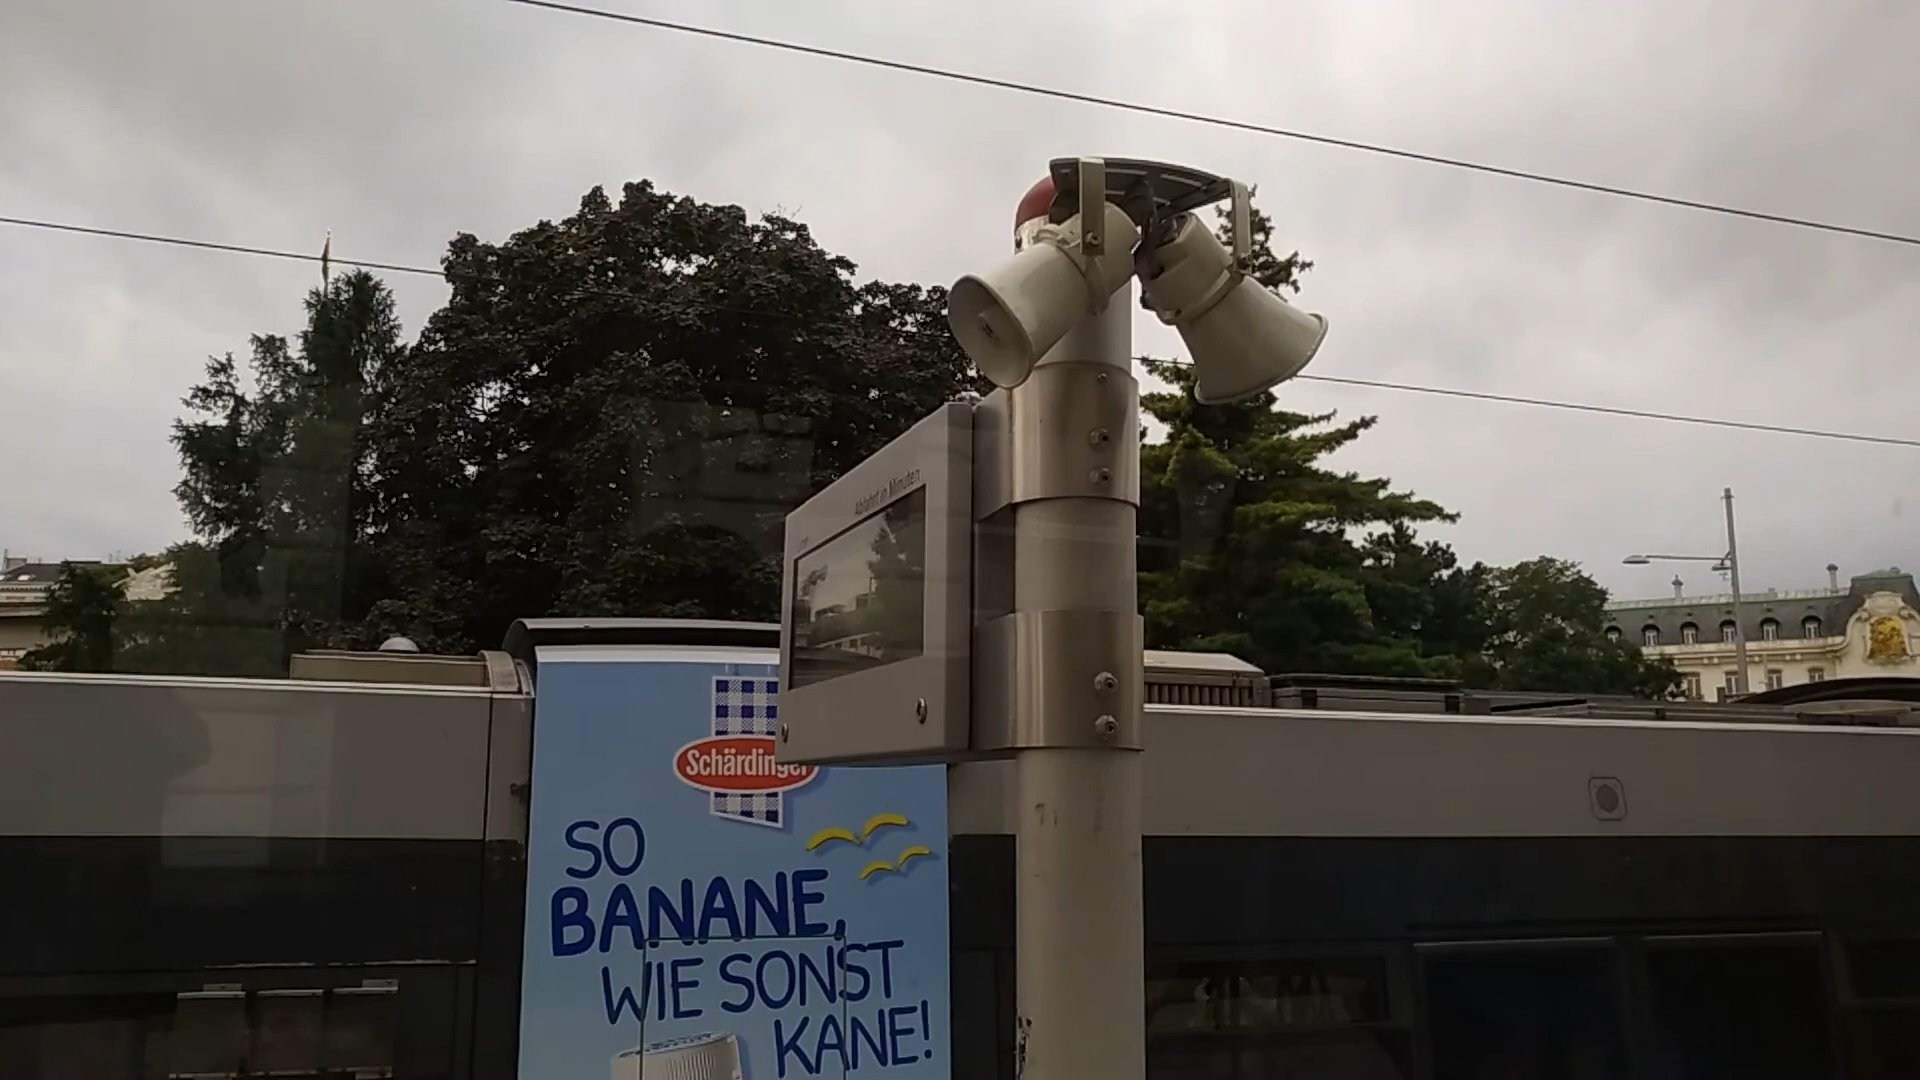 Abfahrt in Minuten
Schärdinger
SO
BANANE,
WIE SONST
KANE!